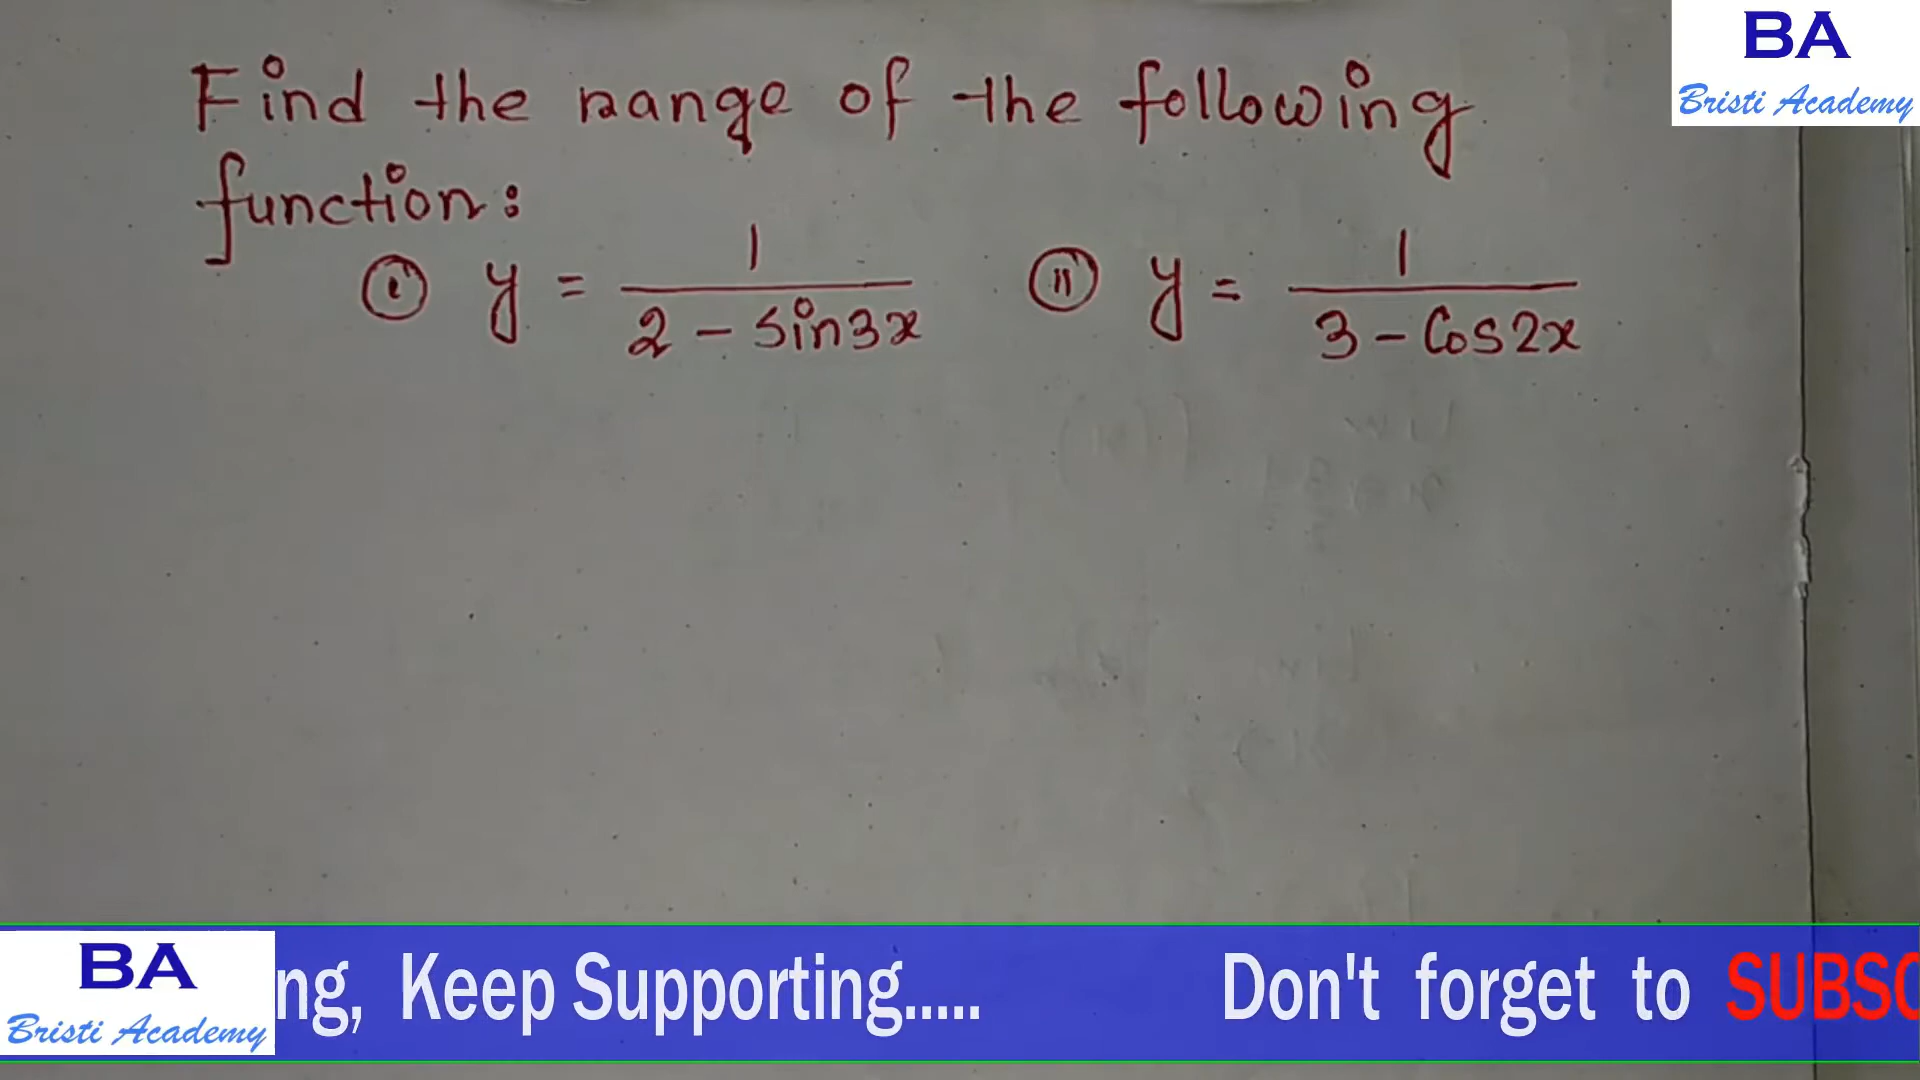 BA
Bristi Academy
Find the range of the following
function:
(i) y = 1/(2 - sin3x) (ii) y = 1/(3 - Cos2x)
BA
Bristi Academy
ng, Keep Supporting..... Don't forget to SUBSC